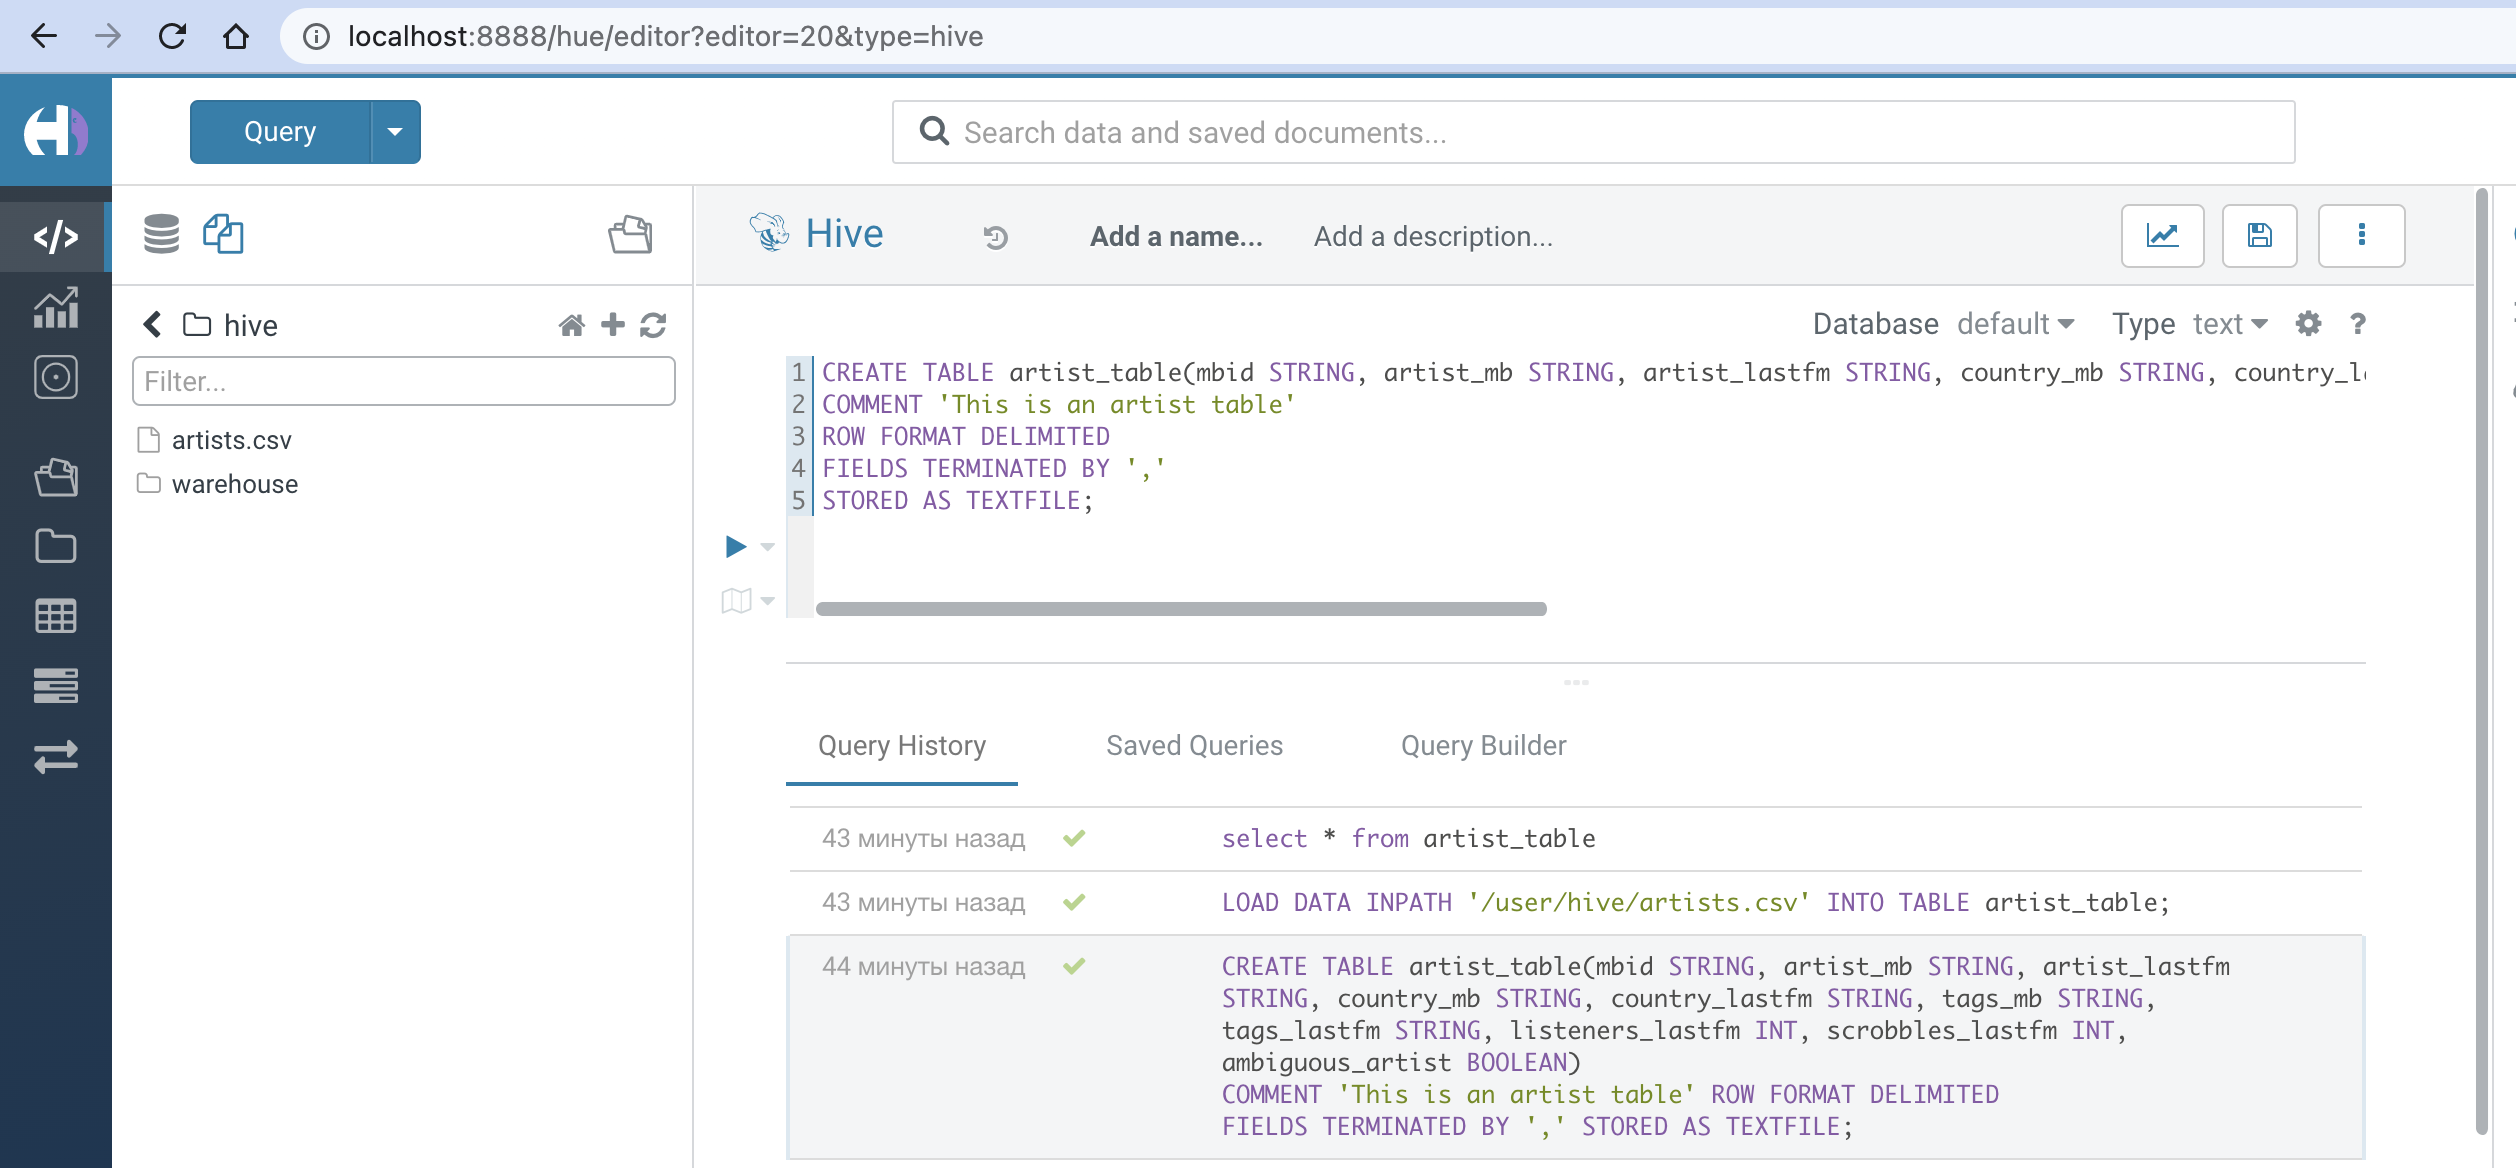 localhost:8888/hue/editor?editor=20&type=hive
Query
Search data and saved documents...
Hive
Add a name...
Add a description...
hive
Filter...
artists.csv
warehouse
Database default
Type text
?
1 CREATE TABLE artist_table(mbid STRING, artist_mb STRING, artist_lastfm STRING, country_mb STRING, country_l
2 COMMENT 'This is an artist table'
3 ROW FORMAT DELIMITED
4 FIELDS TERMINATED BY ','
5 STORED AS TEXTFILE;
Query History
Saved Queries
Query Builder
43 минуты назад select * from artist_table
43 минуты назад LOAD DATA INPATH '/user/hive/artists.csv' INTO TABLE artist_table;
44 минуты назад CREATE TABLE artist_table(mbid STRING, artist_mb STRING, artist_lastfm
STRING, country_mb STRING, country_lastfm STRING, tags_mb STRING,
tags_lastfm STRING, listeners_lastfm INT, scrobbles_lastfm INT,
ambiguous_artist BOOLEAN)
COMMENT 'This is an artist table' ROW FORMAT DELIMITED
FIELDS TERMINATED BY ',' STORED AS TEXTFILE;